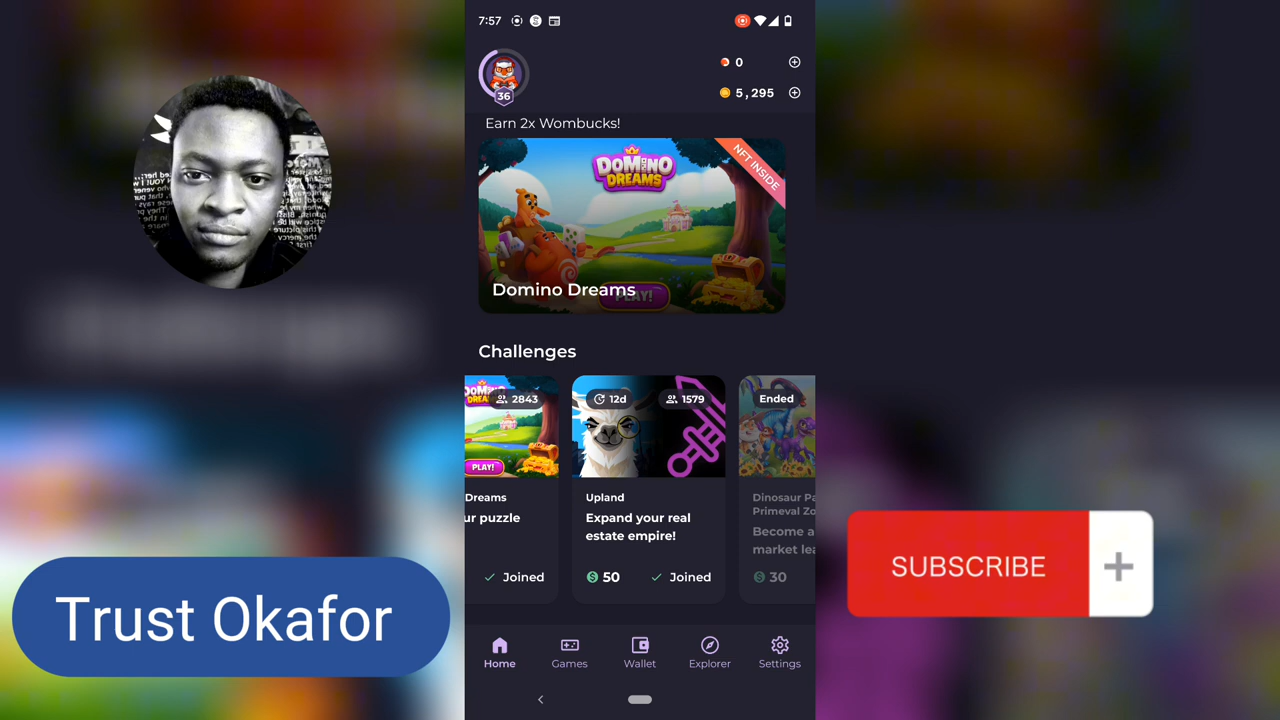 7:57
36
0
5,295
Earn 2x Wombucks!
NFT INSIDE
DOMINO
DREAMS
PLAY!
Domino Dreams
Challenges
2843
PLAY!
Dreams
ur puzzle
Joined
12d
1579
Upland
Expand your real
estate empire!
50
Joined
Ended
Dinosaur Pa
Primeval Zo
Become a
market lea
30
Home
Games
Wallet
Explorer
Settings
Trust Okafor
SUBSCRIBE